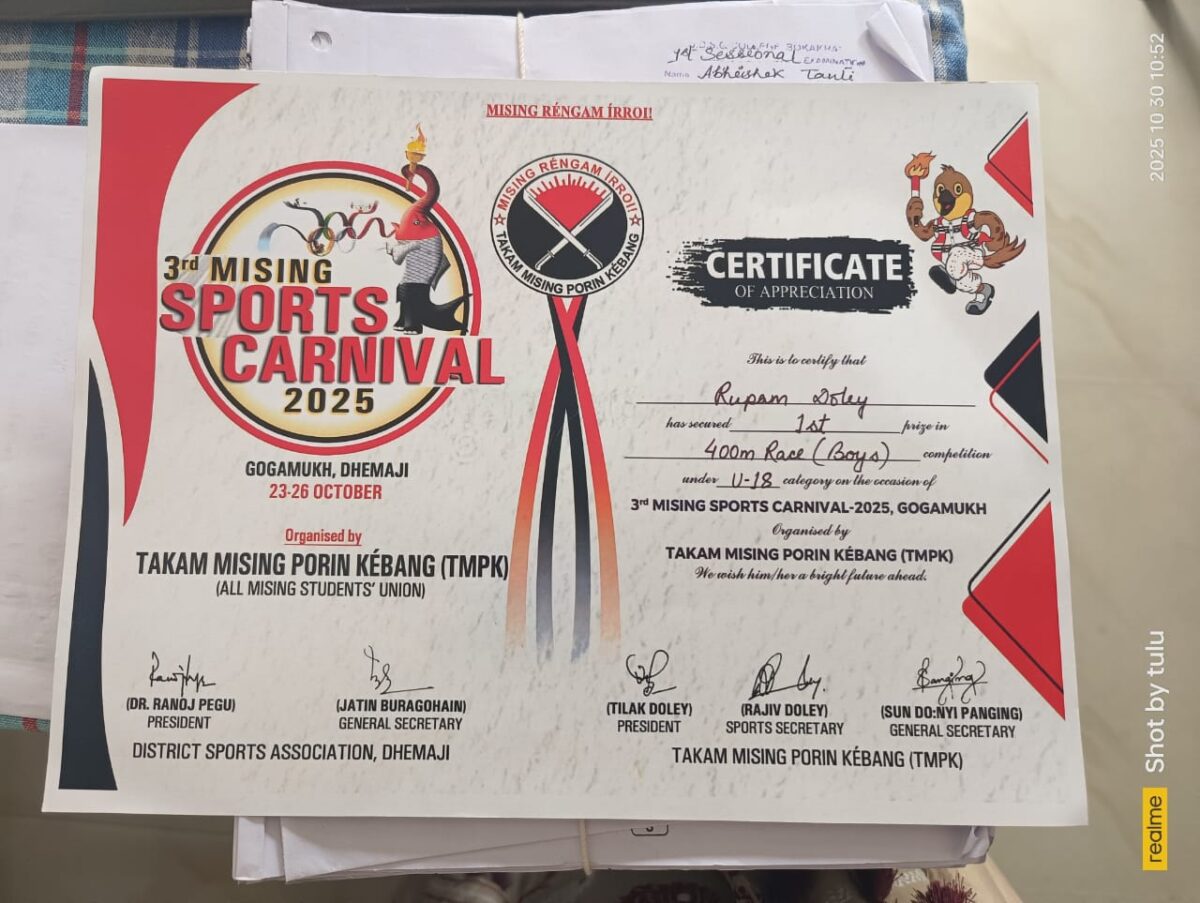 1st Sessional EXAMINATION
Name Abhishek Tanti
MISING RÉNGAM ÍRROI!
3rd MISING
SPORTS
CARNIVAL
2025
GOGAMUKH, DHEMAJI
23-26 OCTOBER
Organised by
TAKAM MISING PORIN KÉBANG (TMPK)
(ALL MISING STUDENTS' UNION)
MISING RÉNGAM ÍRRO!!
TAKAM MISING PORIN KÉBANG
CERTIFICATE
OF APPRECIATION
This is to certify that
Rupam Doley
has secured 1st prize in
400m Race (Boys) competition
under U-18 category on the occasion of
3rd MISING SPORTS CARNIVAL-2025, GOGAMUKH
Organised by
TAKAM MISING PORIN KÉBANG (TMPK)
We wish him/her a bright future ahead.
(DR. RANOJ PEGU)
PRESIDENT
(JATIN BURAGOHAIN)
GENERAL SECRETARY
DISTRICT SPORTS ASSOCIATION, DHEMAJI
(TILAK DOLEY)
PRESIDENT
(RAJIV DOLEY)
SPORTS SECRETARY
(SUN DO:NYI PANGING)
GENERAL SECRETARY
TAKAM MISING PORIN KÉBANG (TMPK)
2025 10 30 10:52
realme Shot by tulu